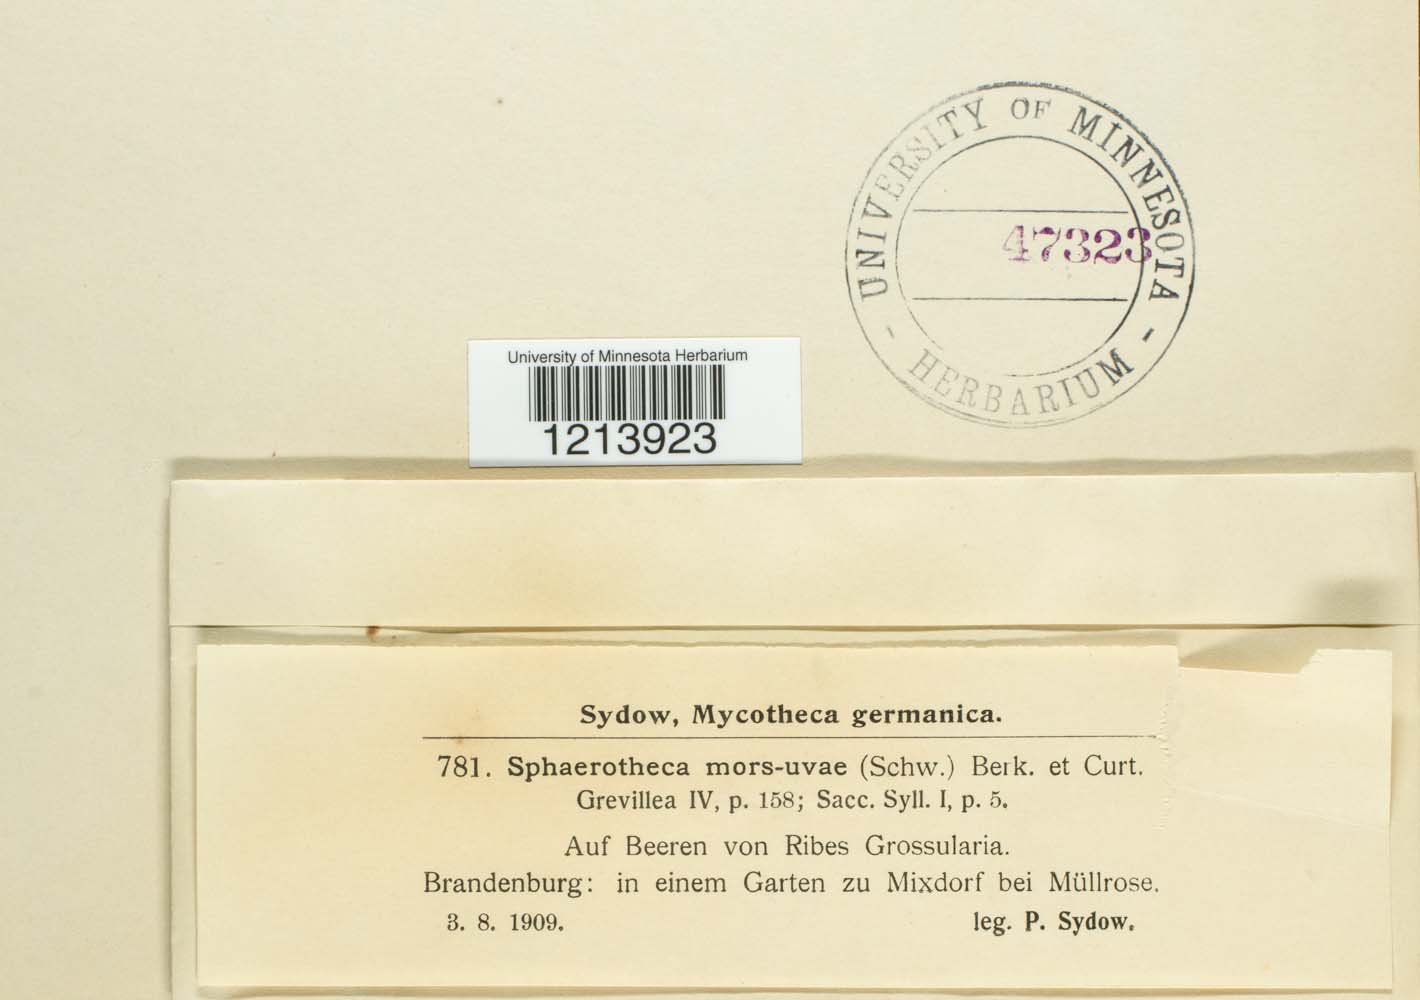 UNIVERSITY OF MINNESOTA
47323
- HERBARIUM -
University of Minnesota Herbarium
1213923
Sydow, Mycotheca germanica.
781. Sphaerotheca mors-uvae (Schw.) Berk. et Curt.
Grevillea IV, p. 158; Sacc. Syll. I, p. 5.
Auf Beeren von Ribes Grossularia.
Brandenburg: in einem Garten zu Mixdorf bei Müllrose.
3. 8. 1909. leg. P. Sydow.